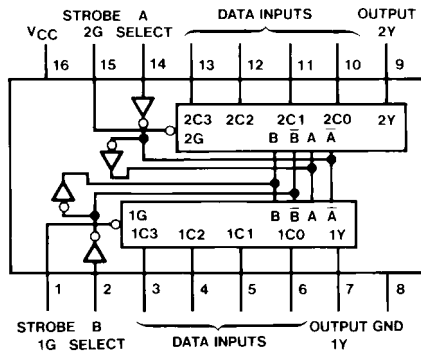 STROBE A DATA INPUTS OUTPUT
VCC 2G SELECT 2Y
16 15 14 13 12 11 10 9
2C3 2C2 2C1 2C0 2Y
2G B B̅ A A̅
1G B B̅ A A̅
1C3 1C2 1C1 1C0 1Y
1 2 3 4 5 6 7 8
STROBE B DATA INPUTS OUTPUT GND
1G SELECT 1Y